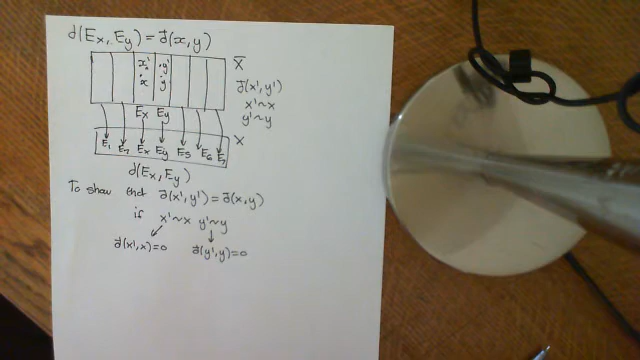 d(Ex, Ey) = d̄(x,y)
x' y' X̄
x y d̄(x',y')
x'~x
Ex Ey y'~y
X
E1 E2 Ex Ey E5 E6 E7
d(Ex, Ey)
To show that d̄(x',y') = d̄(x,y)
if x'~x y'~y
d̄(x',x)=0 d̄(y',y)=0